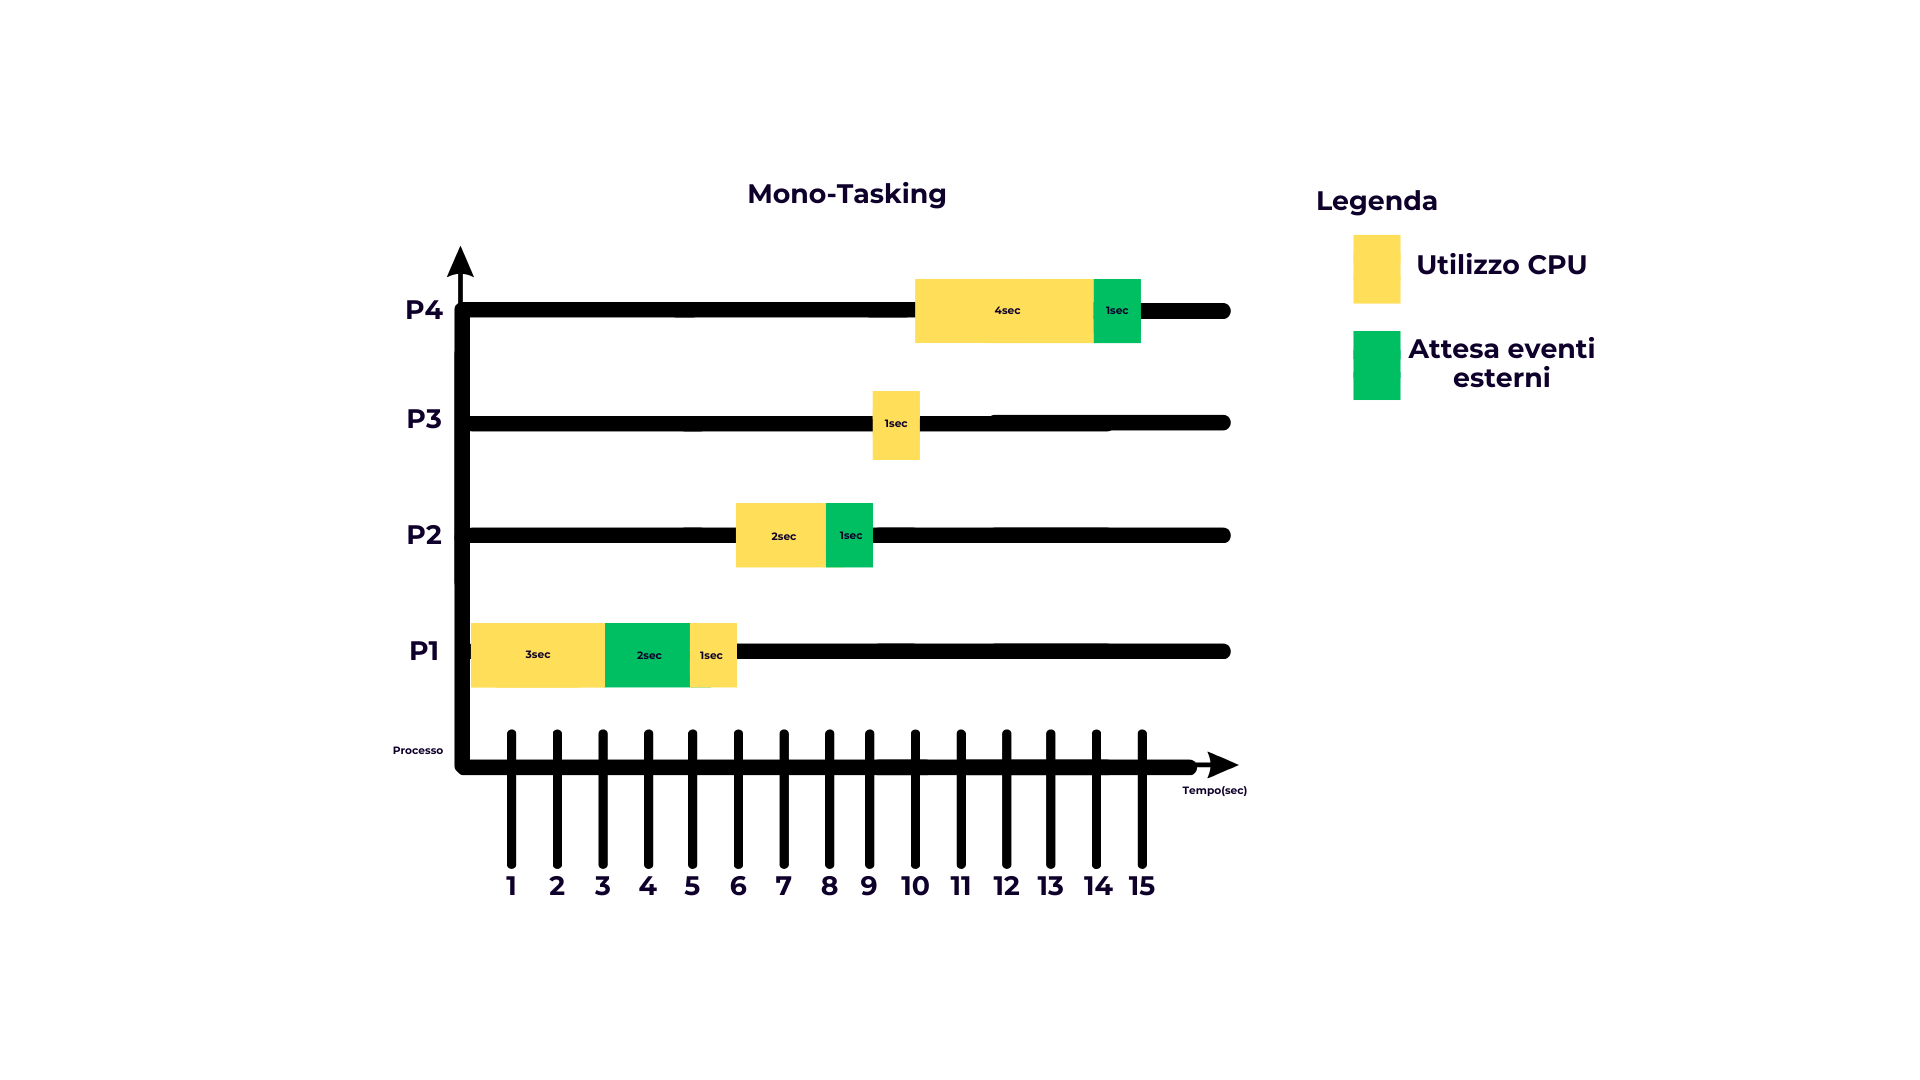 Mono-Tasking
Legenda
Utilizzo CPU
Attesa eventi
esterni
P4
4sec
1sec
P3
1sec
P2
2sec
1sec
P1
3sec
2sec
1sec
Processo
Tempo(sec)
1 2 3 4 5 6 7 8 9 10 11 12 13 14 15